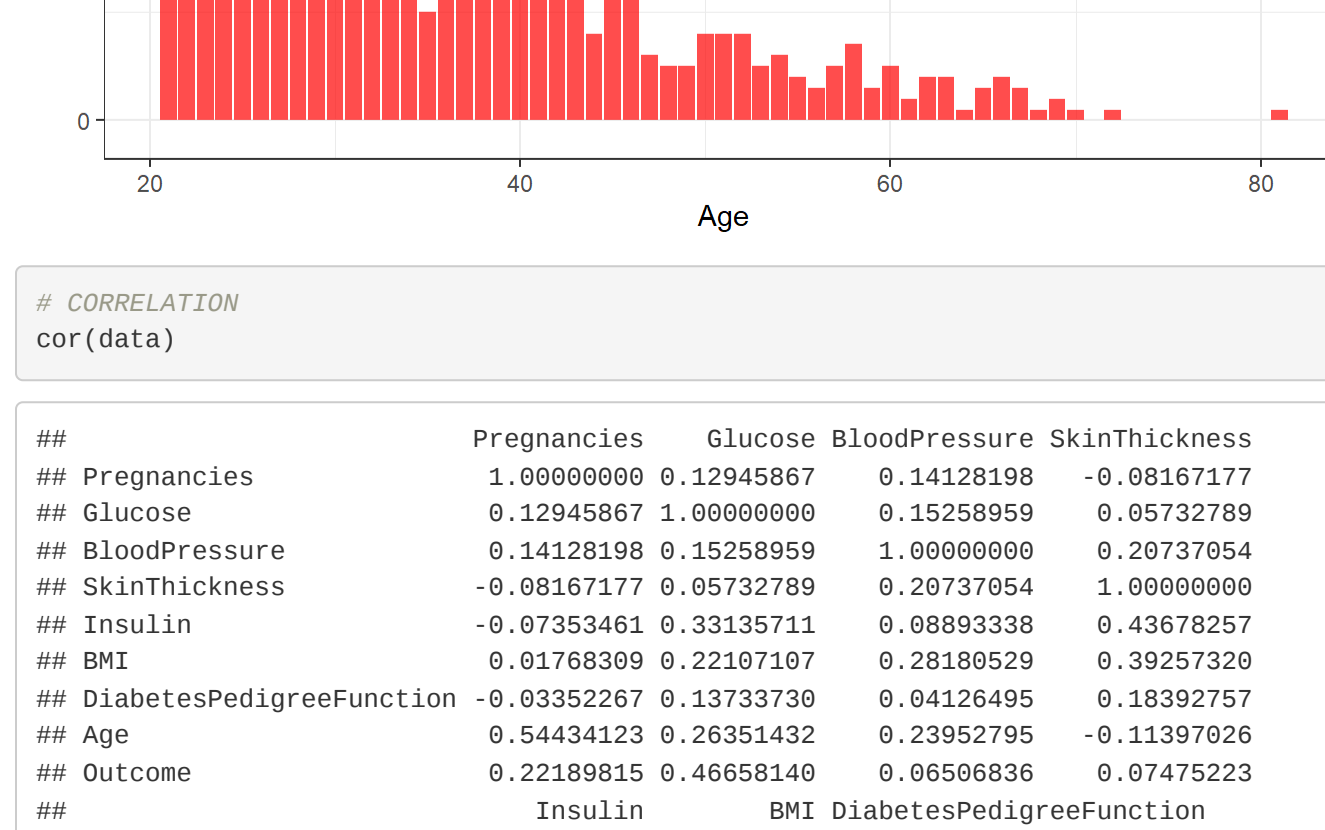 0
20 40 60 80
Age
# CORRELATION
cor(data)
##                          Pregnancies    Glucose BloodPressure SkinThickness
## Pregnancies               1.00000000 0.12945867    0.14128198   -0.08167177
## Glucose                   0.12945867 1.00000000    0.15258959    0.05732789
## BloodPressure             0.14128198 0.15258959    1.00000000    0.20737054
## SkinThickness            -0.08167177 0.05732789    0.20737054    1.00000000
## Insulin                  -0.07353461 0.33135711    0.08893338    0.43678257
## BMI                       0.01768309 0.22107107    0.28180529    0.39257320
## DiabetesPedigreeFunction -0.03352267 0.13733730    0.04126495    0.18392757
## Age                       0.54434123 0.26351432    0.23952795   -0.11397026
## Outcome                   0.22189815 0.46658140    0.06506836    0.07475223
##                              Insulin        BMI DiabetesPedigreeFunction